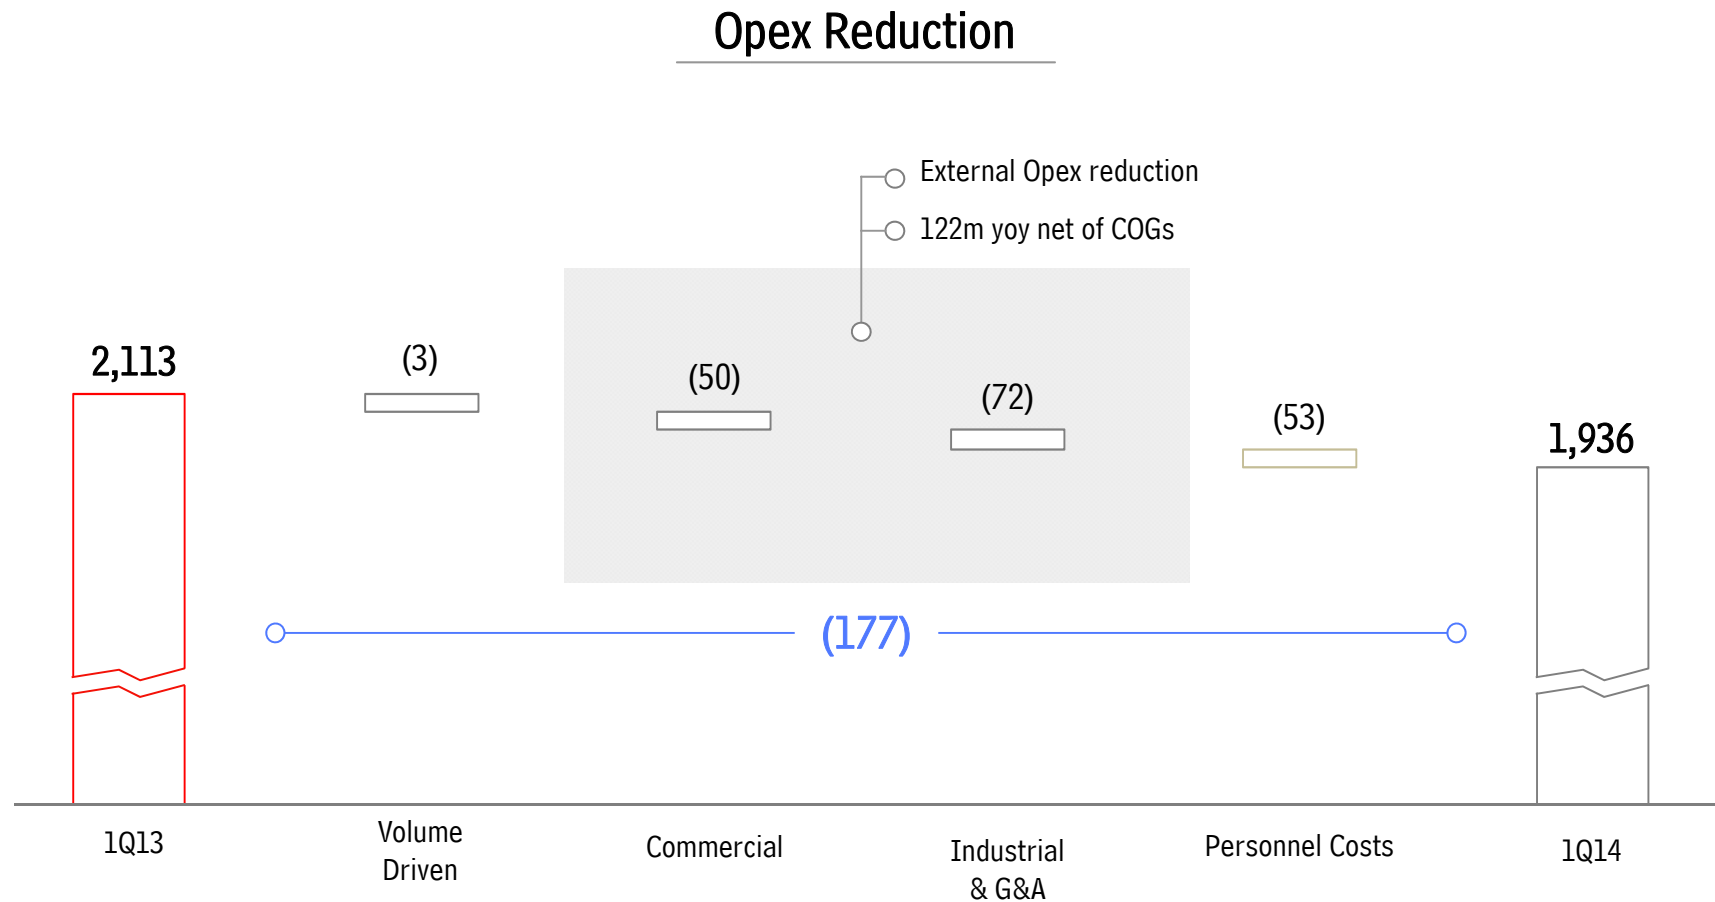 Opex Reduction
External Opex reduction
122m yoy net of COGs
2,113
(3)
(50)
(72)
(53)
1,936
(177)
1Q13
Volume
Driven
Commercial
Industrial
& G&A
Personnel Costs
1Q14